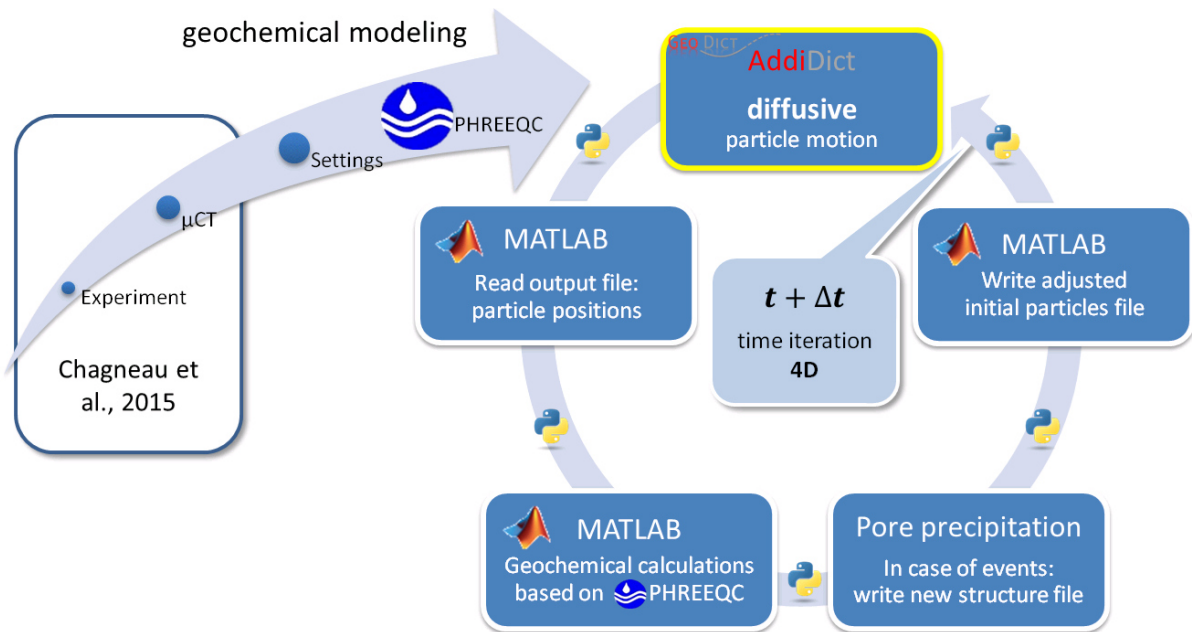 geochemical modeling
PHREEQC
Settings
μCT
Experiment
Chagneau et
al., 2015
GEO DICT
AddiDict
diffusive
particle motion
MATLAB
Read output file:
particle positions
t + Δt
time iteration
4D
MATLAB
Write adjusted
initial particles file
MATLAB
Geochemical calculations
based on PHREEQC
Pore precipitation
In case of events:
write new structure file